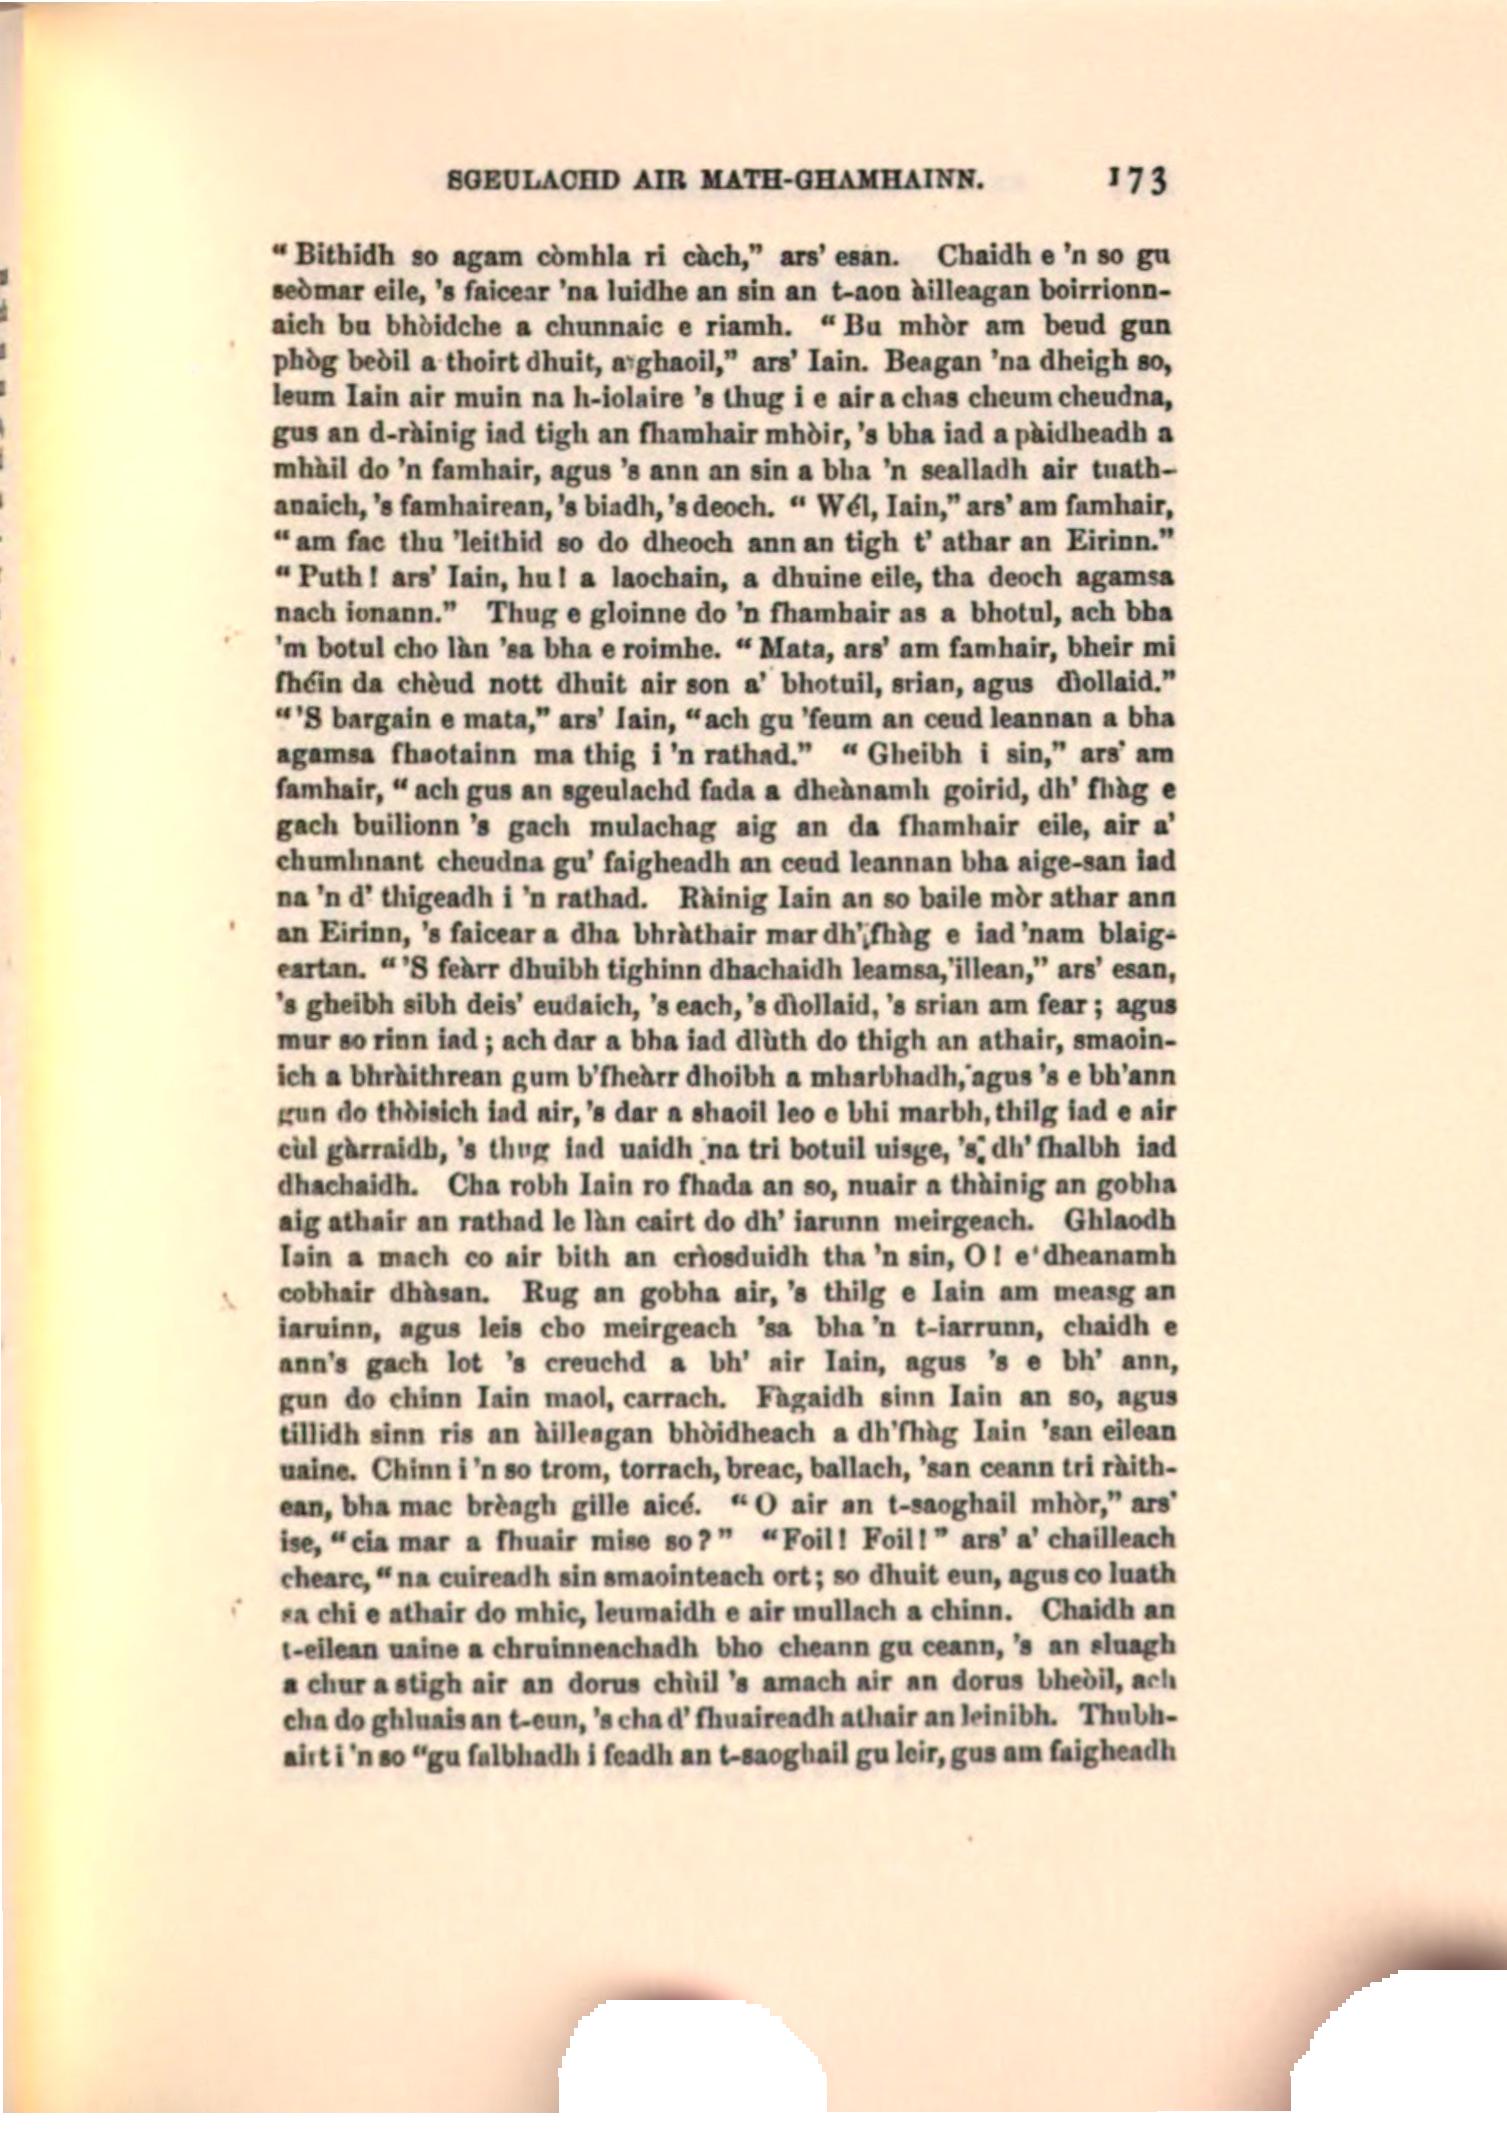 SGEULACHD AIR MATH-GHAMHAINN. 173
“Bithidh so agam còmhla ri càch,” ars’ esan. Chaidh e ’n so gu
seòmar eile, ’s faicear ’na luidhe an sin an t-aon àilleagan boirrionn-
aich bu bhòidche a chunnaic e riamh. “Bu mhòr am beud gun
phòg beòil a thoirt dhuit, a ghaoil,” ars’ Iain. Beagan ’na dheigh so,
leum Iain air muin na h-iolaire ’s thug i e air a chas cheum cheudna,
gus an d-ràinig iad tigh an fhamhair mhòir, ’s bha iad a pàidheadh a
mhàil do ’n famhair, agus ’s ann an sin a bha ’n sealladh air tuath-
anaich, ’s famhairean, ’s biadh, ’s deoch. “Wél, Iain,” ars’ am famhair,
“am fac thu ’leithid so do dheoch ann an tigh t’ athar an Eirinn.”
“Puth! ars’ Iain, hu! a laochain, a dhuine eile, tha deoch agamsa
nach ionann.” Thug e gloinne do ’n fhamhair as a bhotul, ach bha
’m botul cho làn ’sa bha e roimhe. “Mata, ars’ am famhair, bheir mi
fhéin da chèud nott dhuit air son a’ bhotuil, srian, agus dìollaid.”
“’S bargain e mata,” ars’ Iain, “ach gu ’feum an ceud leannan a bha
agamsa fhaotainn ma thig i ’n rathad.” “Gheibh i sin,” ars’ am
famhair, “ach gus an sgeulachd fada a dheànamh goirid, dh’ fhàg e
gach builionn ’s gach mulachag aig an da fhamhair eile, air a’
chumhnant cheudna gu’ faigheadh an ceud leannan bha aige-san iad
na ’n d’ thigeadh i ’n rathad. Ràinig Iain an so baile mòr athar ann
an Eirinn, ’s faicear a dha bhràthair mar dh’ fhàg e iad ’nam blaig-
eartan. “’S feàrr dhuibh tighinn dhachaidh leamsa, ’illean,” ars’ esan,
’s gheibh sibh deis’ eudaich, ’s each, ’s dìollaid, ’s srian am fear; agus
mur so rinn iad; ach dar a bha iad dlùth do thigh an athair, smaoin-
ich a bhràithrean gum b’fheàrr dhoibh a mharbhadh, agus ’s e bh’ann
gun do thòisich iad air, ’s dar a shaoil leo e bhi marbh, thilg iad e air
cùl gàrraidh, ’s thug iad uaidh na tri botuil uisge, ’s dh’ fhalbh iad
dhachaidh. Cha robh Iain ro fhada an so, nuair a thàinig an gobha
aig athair an rathad le làn cairt do dh’ iarunn meirgeach. Ghlaodh
Iain a mach co air bith an crìosduidh tha ’n sin, O! e dheanamh
cobhair dhàsan. Rug an gobha air, ’s thilg e Iain am measg an
iaruinn, agus leis cho meirgeach ’sa bha ’n t-iarrunn, chaidh e
ann’s gach lot ’s creuchd a bh’ air Iain, agus ’s e bh’ ann,
gun do chinn Iain maol, carrach. Fàgaidh sinn Iain an so, agus
tillidh sinn ris an àilleagan bhòidheach a dh’fhàg Iain ’san eilean
uaine. Chinn i ’n so trom, torrach, breac, ballach, ’san ceann tri ràith-
ean, bha mac brèagh gille aicé. “O air an t-saoghail mhòr,” ars’
ise, “cia mar a fhuair mise so?” “Foil! Foil!” ars’ a’ chailleach
chearc, “na cuireadh sin smaointeach ort; so dhuit eun, agus co luath
sa chi e athair do mhic, leumaidh e air mullach a chinn. Chaidh an
t-eilean uaine a chruinneachadh bho cheann gu ceann, ’s an sluagh
a chur a stigh air an dorus chùil ’s amach air an dorus bheòil, ach
cha do ghluais an t-eun, ’s cha d’ fhuaireadh athair an leinibh. Thubh-
airt i ’n so “gu falbhadh i feadh an t-saoghail gu leir, gus am faigheadh